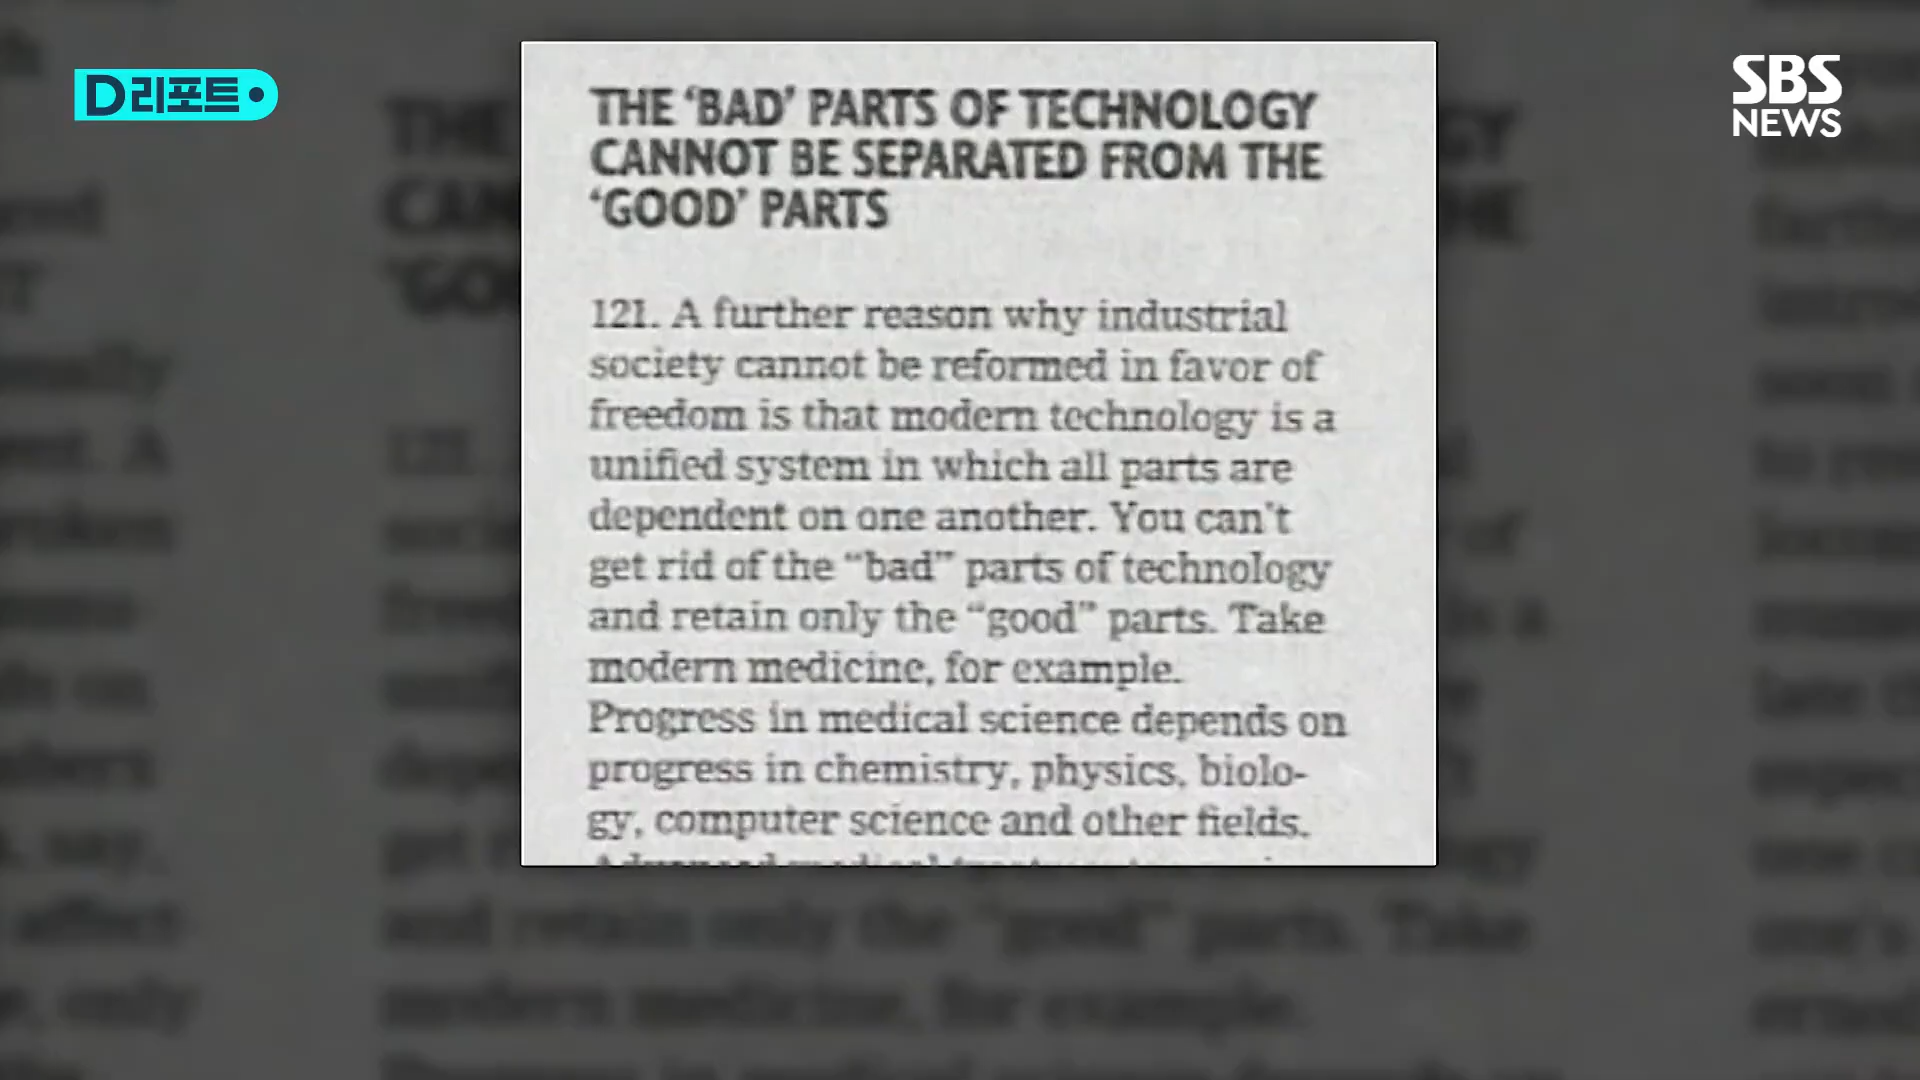 D리포트
SBS
NEWS
THE ‘BAD’ PARTS OF TECHNOLOGY
CANNOT BE SEPARATED FROM THE
‘GOOD’ PARTS
121. A further reason why industrial
society cannot be reformed in favor of
freedom is that modern technology is a
unified system in which all parts are
dependent on one another. You can't
get rid of the “bad” parts of technology
and retain only the “good” parts. Take
modern medicine, for example.
Progress in medical science depends on
progress in chemistry, physics, biolo-
gy, computer science and other fields.